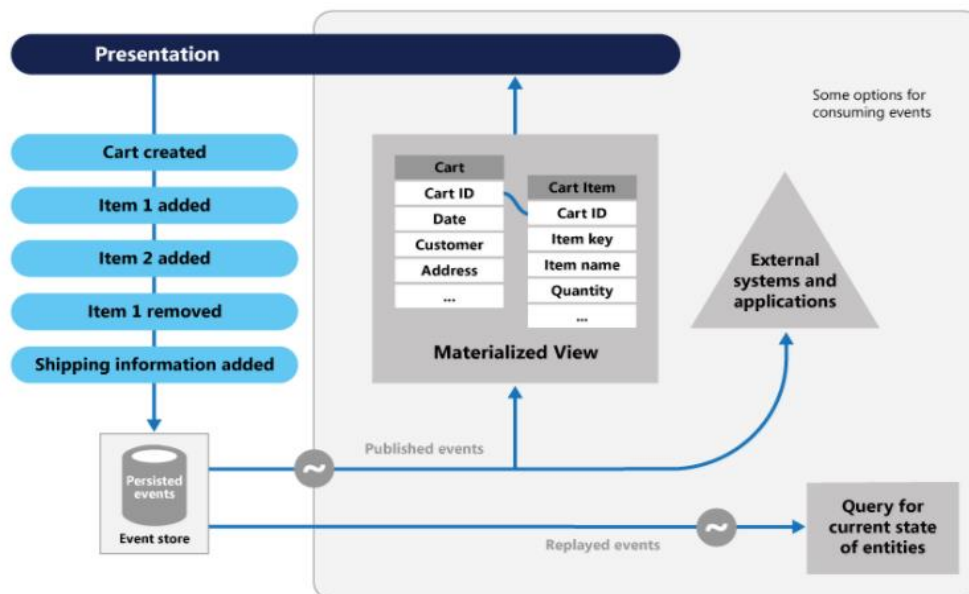 Presentation
Some options for
consuming events
Cart created
Item 1 added
Item 2 added
Item 1 removed
Shipping information added
Cart
Cart ID
Date
Customer
Address
...
Cart Item
Cart ID
Item key
Item name
Quantity
...
Materialized View
External
systems and
applications
Persisted
events
Event store
Published events
Replayed events
Query for
current state
of entities